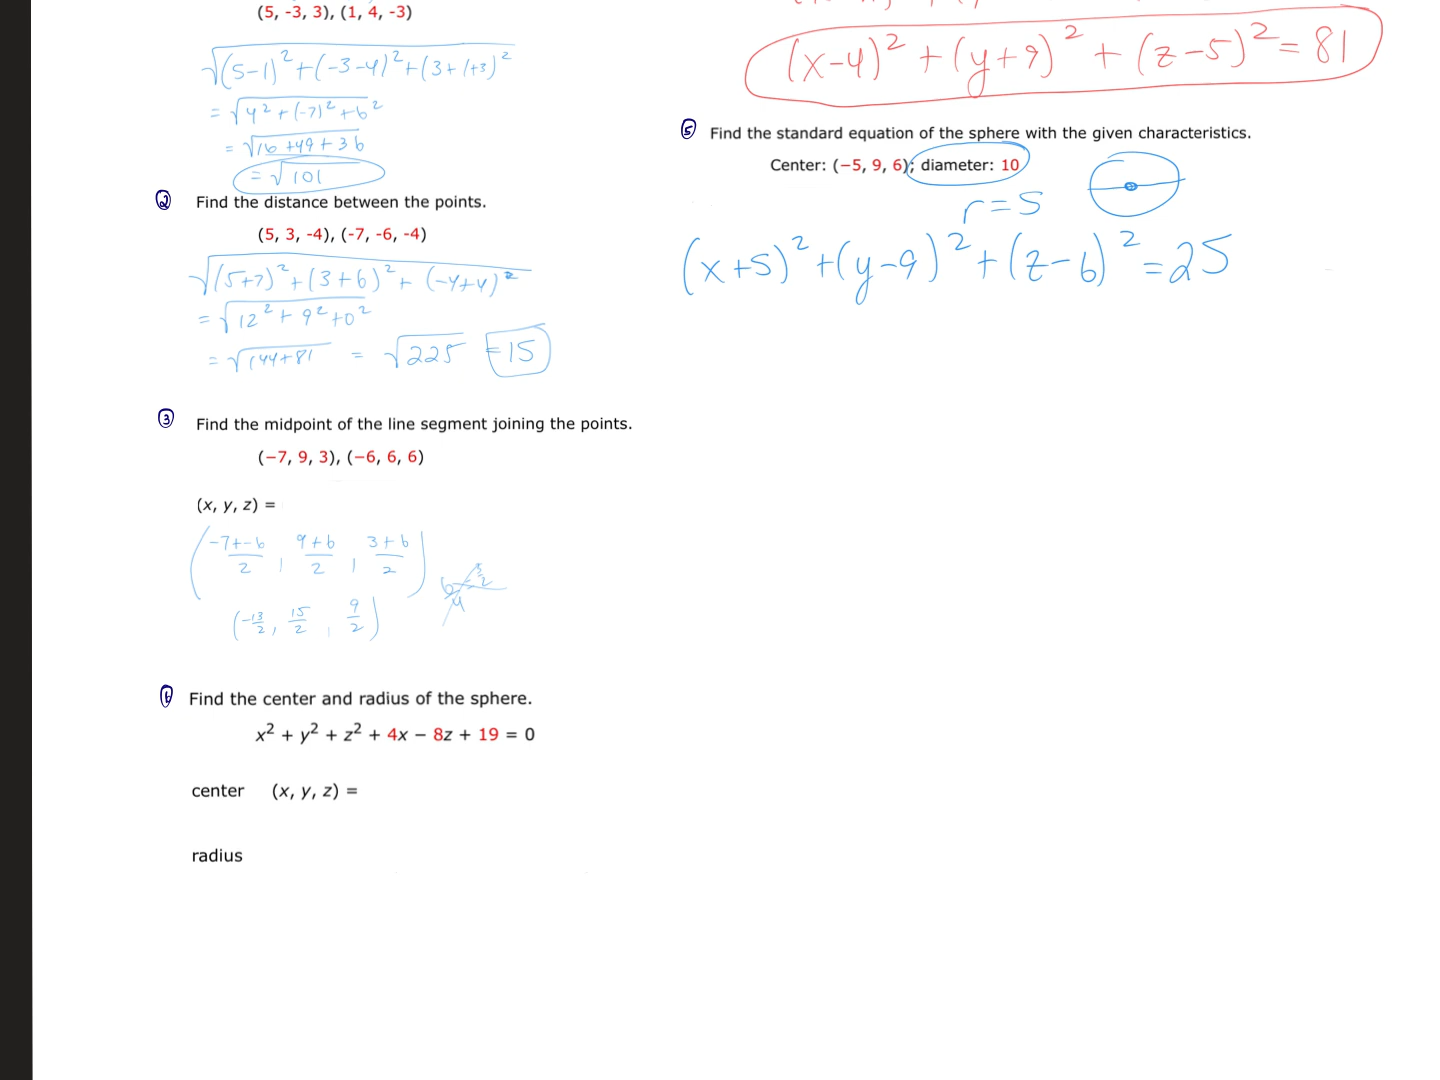 (5, -3, 3), (1, 4, -3)
√(5-1)²+(-3-4)²+(3+(+3)²
= √4²+(-7)²+6²
= √16+49+36
= √101
② Find the distance between the points.
(5, 3, -4), (-7, -6, -4)
√(5+7)²+(3+6)²+(-4+4)²
= √12²+9²+0²
= √144+81 = √225 =15
③ Find the midpoint of the line segment joining the points.
(−7, 9, 3), (−6, 6, 6)
(x, y, z) =
(-7+-6/2, 9+6/2, 3+6/2)
(-13/2, 15/2, 9/2)
⑥ Find the center and radius of the sphere.
x² + y² + z² + 4x − 8z + 19 = 0
center (x, y, z) =
radius
(x-4)² + (y+9)² + (z-5)² = 81
⑤ Find the standard equation of the sphere with the given characteristics.
Center: (−5, 9, 6); diameter: 10
r=5
(x+5)²+(y-9)²+(z-6)²=25